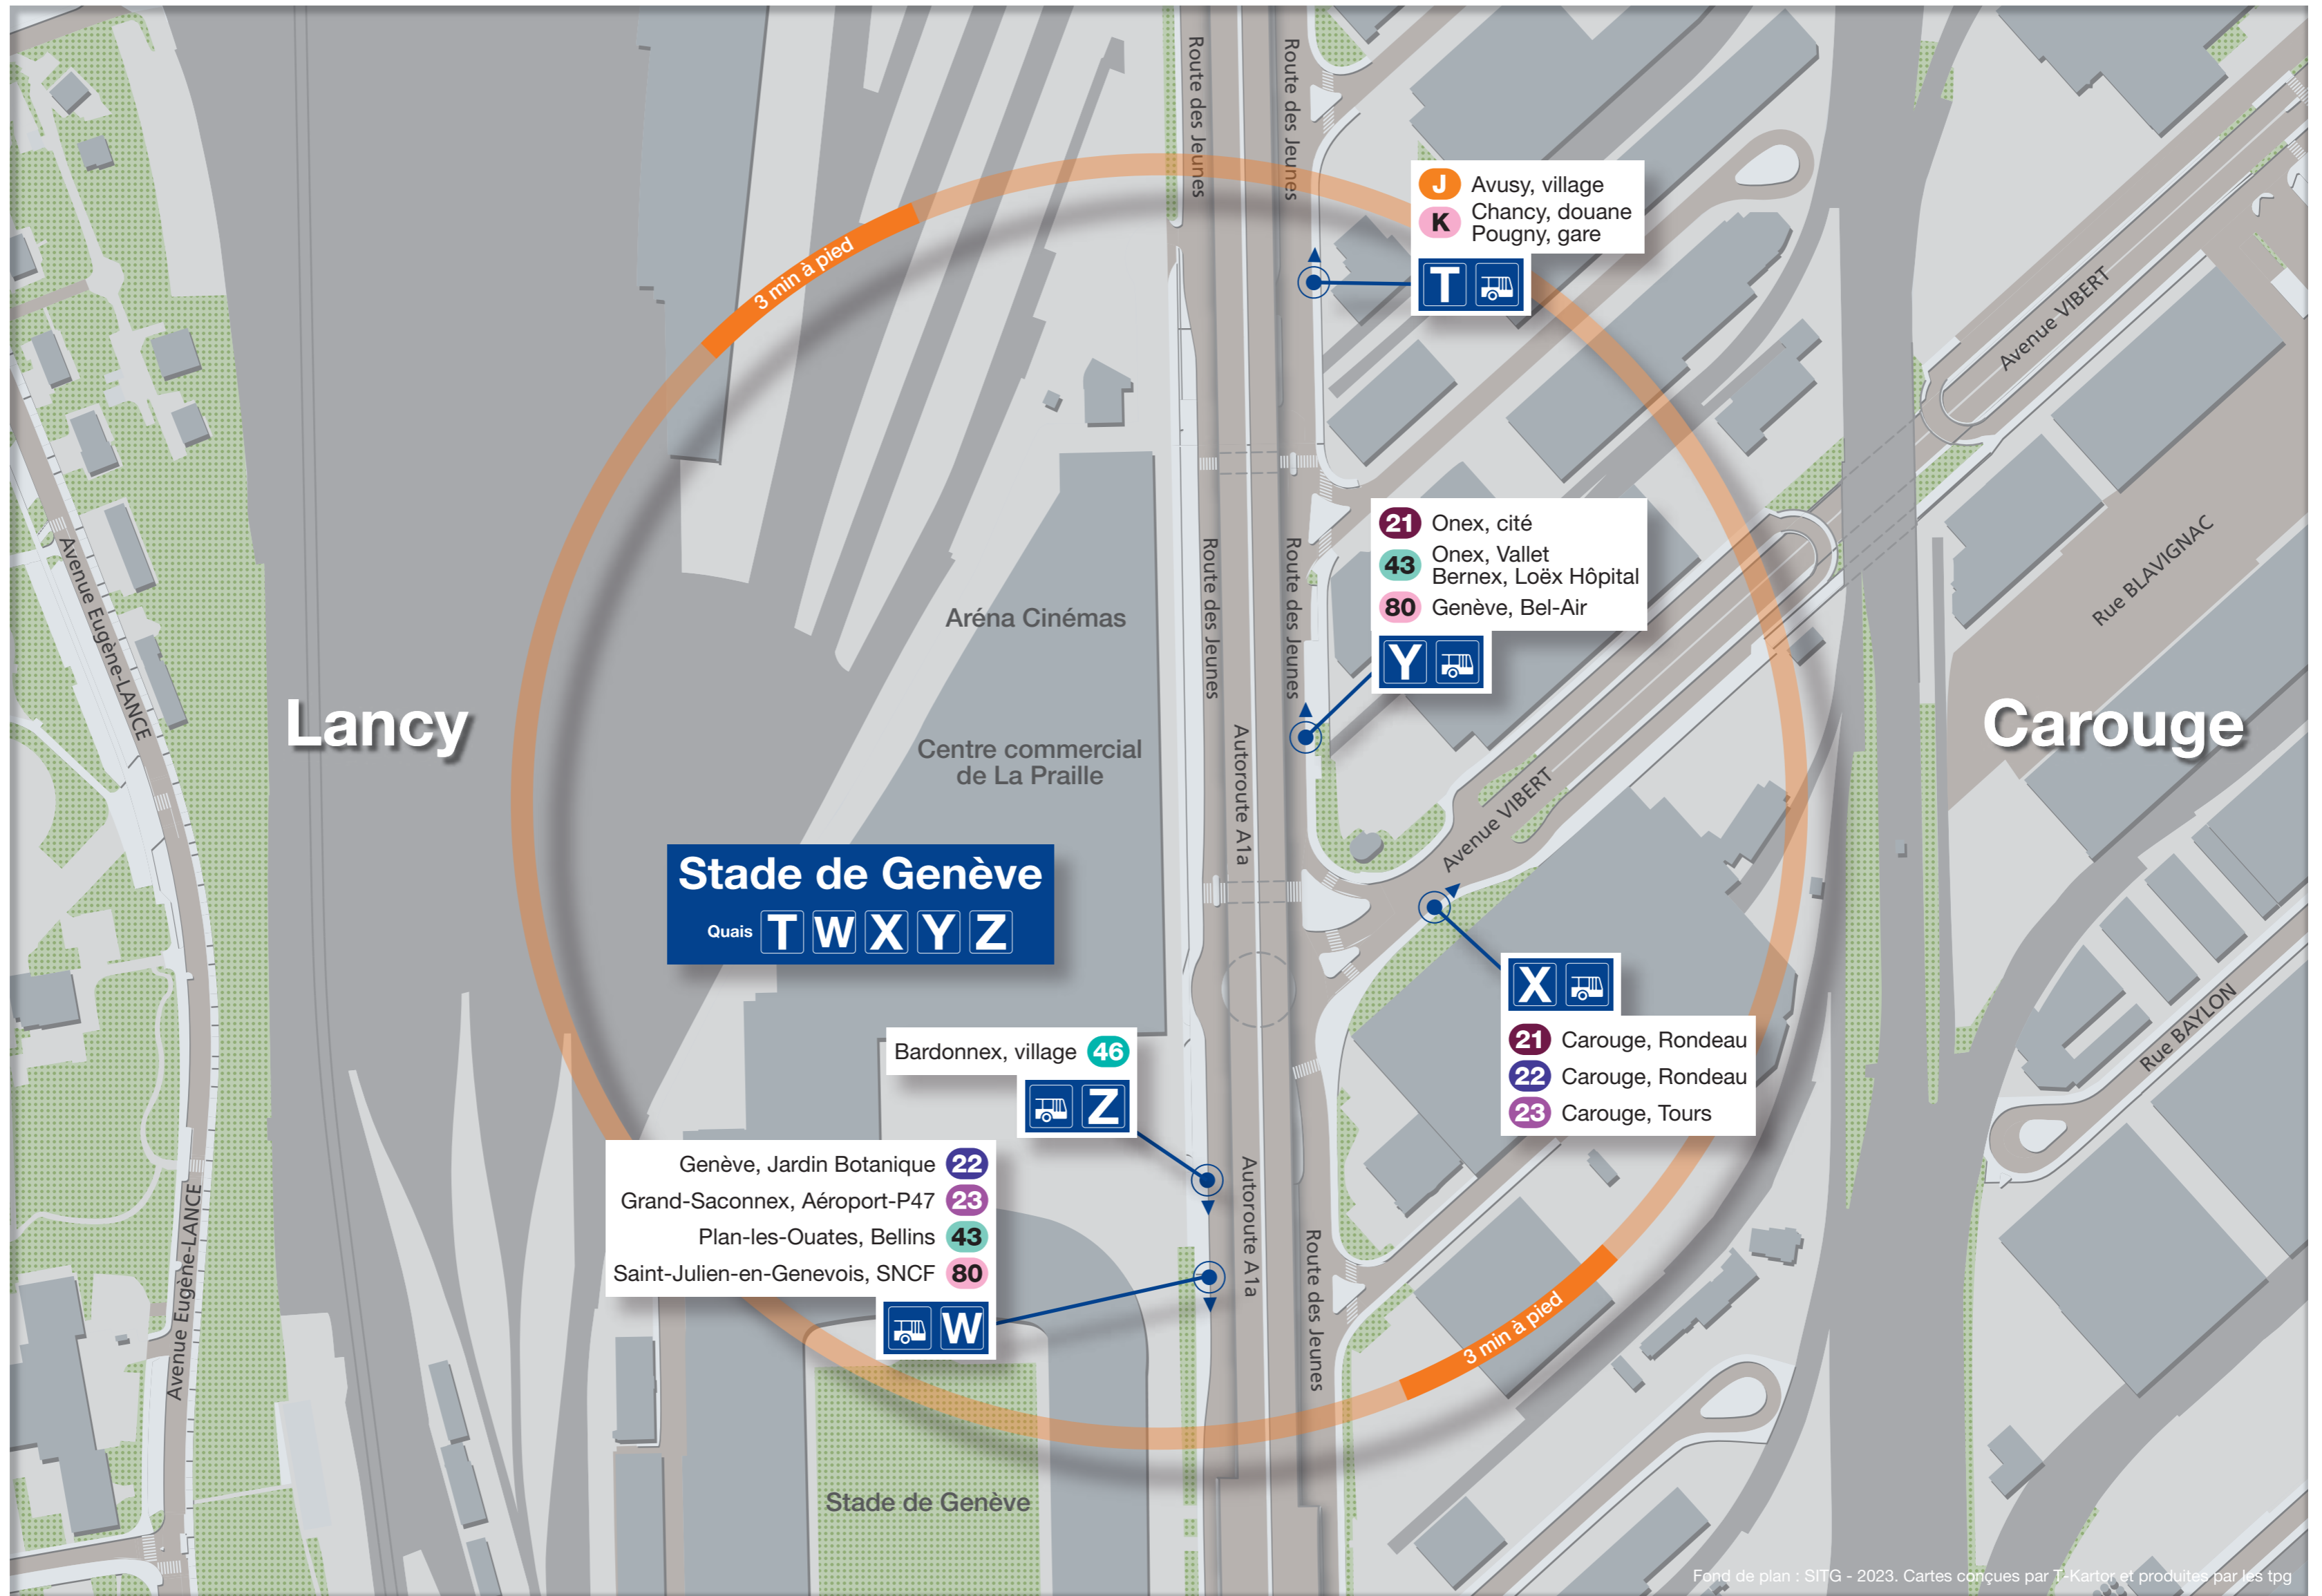 Route des Jeunes
Route des Jeunes
J Avusy, village
K Chancy, douane
Pougny, gare
T
3 min à pied
Avenue VIBERT
21 Onex, cité
43 Onex, Vallet
Bernex, Loëx Hôpital
80 Genève, Bel-Air
Y
Rue BLAVIGNAC
Avenue Eugène-LANCE
Aréna Cinémas
Route des Jeunes
Route des Jeunes
Lancy
Carouge
Centre commercial
de La Praille
Autoroute A1a
Avenue VIBERT
Stade de Genève
Quais T W X Y Z
X
21 Carouge, Rondeau
22 Carouge, Rondeau
23 Carouge, Tours
Rue BAYLON
Bardonnex, village 46
Z
Genève, Jardin Botanique 22
Grand-Saconnex, Aéroport-P47 23
Plan-les-Ouates, Bellins 43
Saint-Julien-en-Genevois, SNCF 80
W
Autoroute A1a
Route des Jeunes
Avenue Eugène-LANCE
3 min à pied
Stade de Genève
Fond de plan : SITG - 2023. Cartes conçues par T-Kartor et produites par les tpg